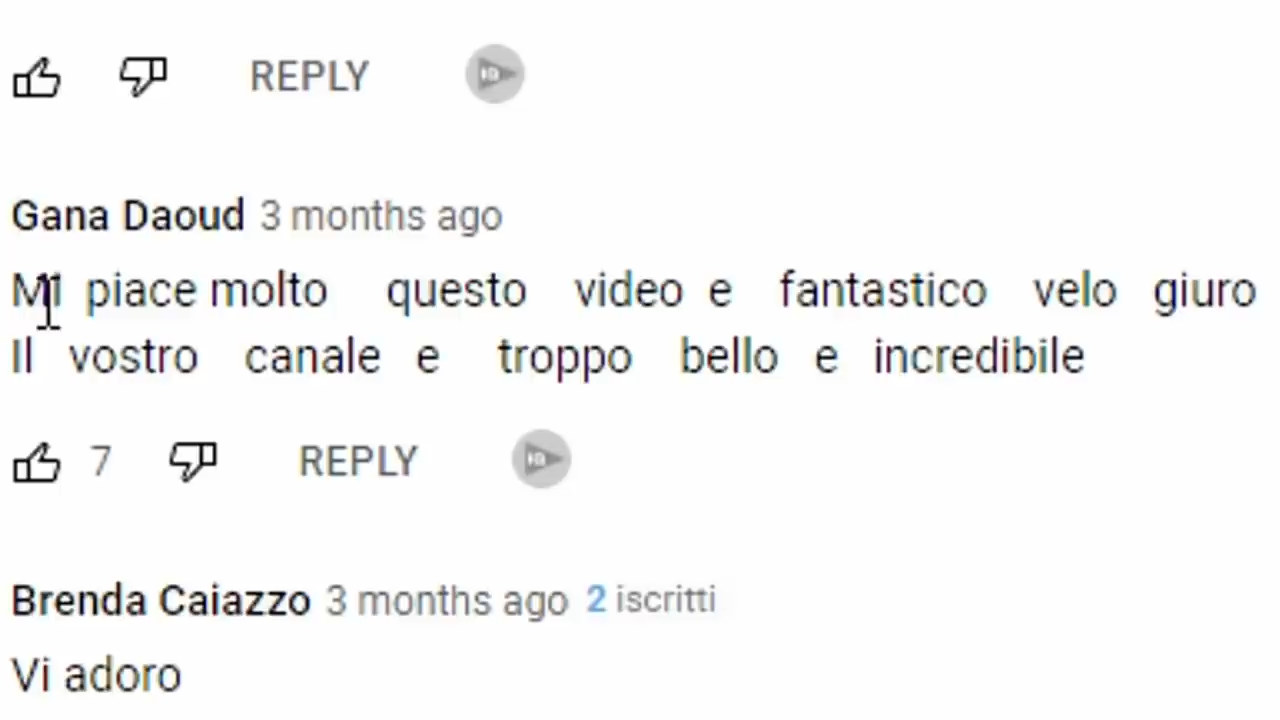 REPLY
Gana Daoud 3 months ago
Mi piace molto questo video e fantastico velo giuro
Il vostro canale e troppo bello e incredibile
7 REPLY
Brenda Caiazzo 3 months ago 2 iscritti
Vi adoro